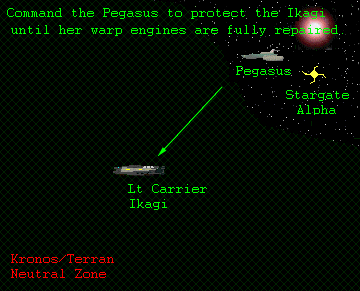 Command the Pegasus to protect the Ikagi
until her warp engines are fully repaired
Pegasus
Stargate
Alpha
Lt Carrier
Ikagi
Kronos/Terran
Neutral Zone